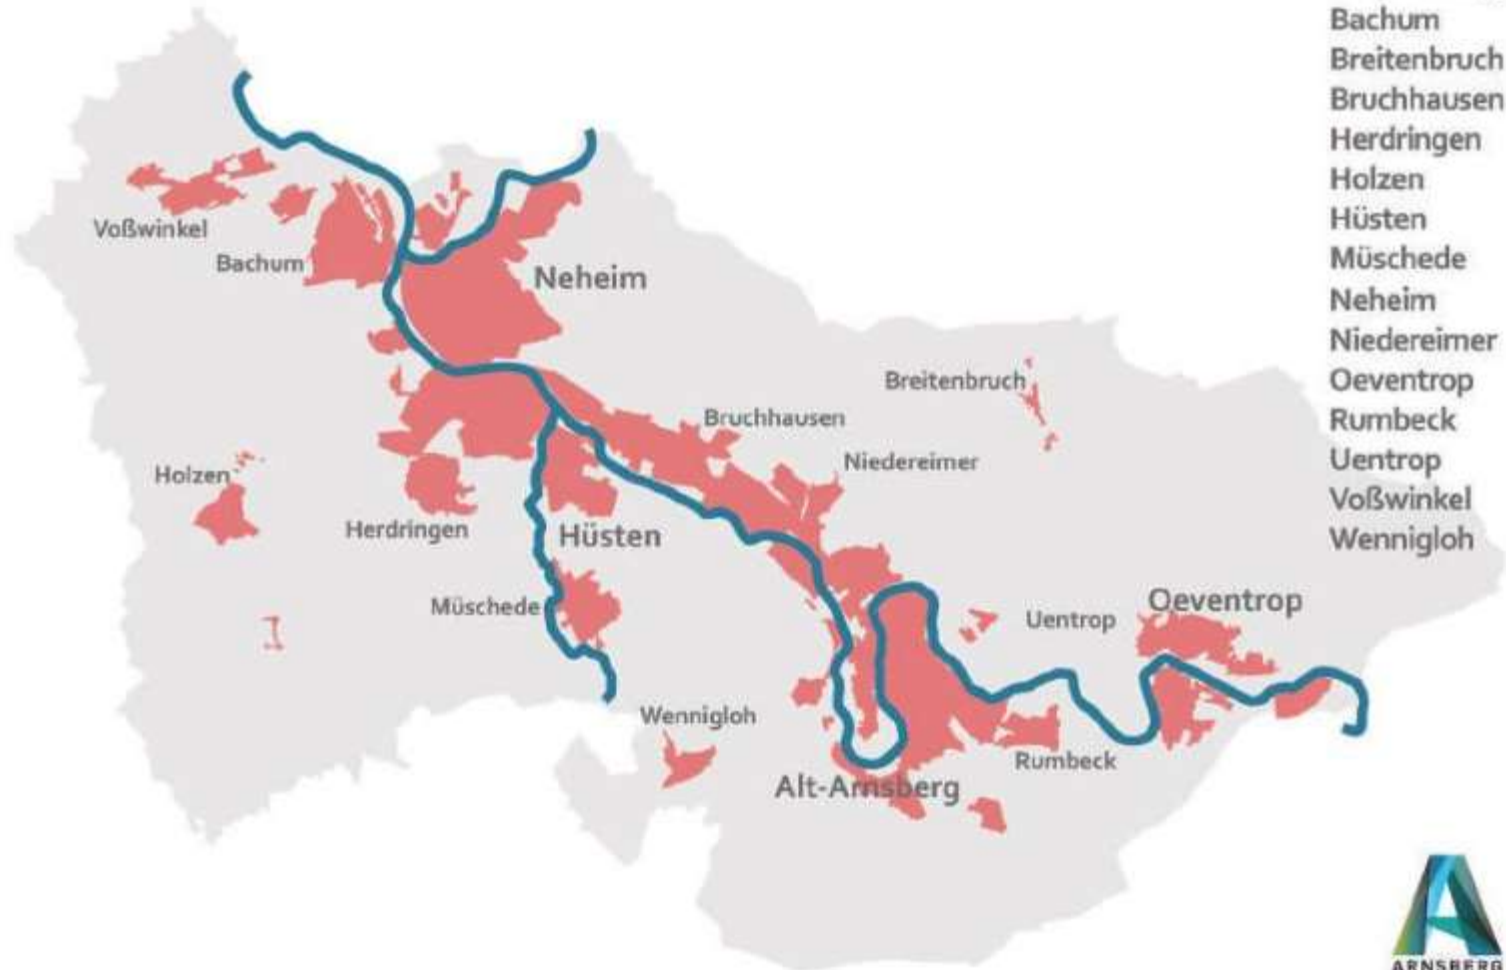 Bachum
Breitenbruch
Bruchhausen
Herdringen
Holzen
Hüsten
Müschede
Neheim
Niedereimer
Oeventrop
Rumbeck
Uentrop
Voßwinkel
Wennigloh
Voßwinkel
Bachum
Neheim
Breitenbruch
Bruchhausen
Niedereimer
Holzen
Herdringen
Hüsten
Müschede
Uentrop
Oeventrop
Wennigloh
Rumbeck
Alt-Arnsberg
ARNSBERG